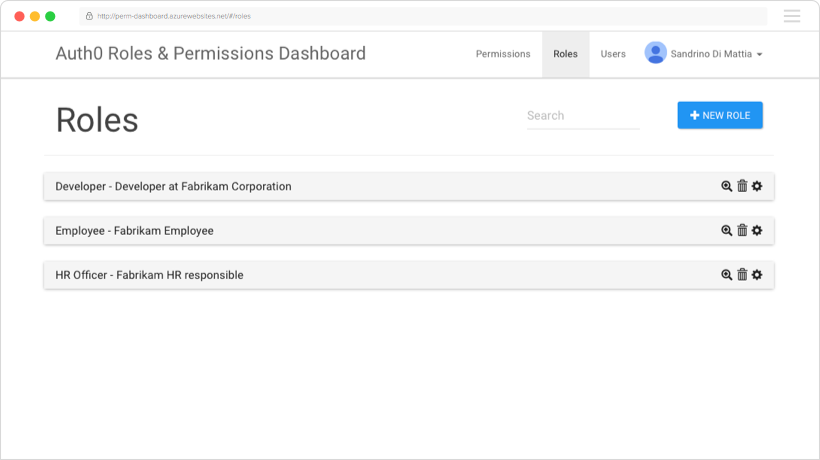 http://perm-dashboard.azurewebsites.net/#/roles
Auth0 Roles & Permissions Dashboard
Permissions
Roles
Users
Sandrino Di Mattia
Roles
Search
NEW ROLE
Developer - Developer at Fabrikam Corporation
Employee - Fabrikam Employee
HR Officer - Fabrikam HR responsible